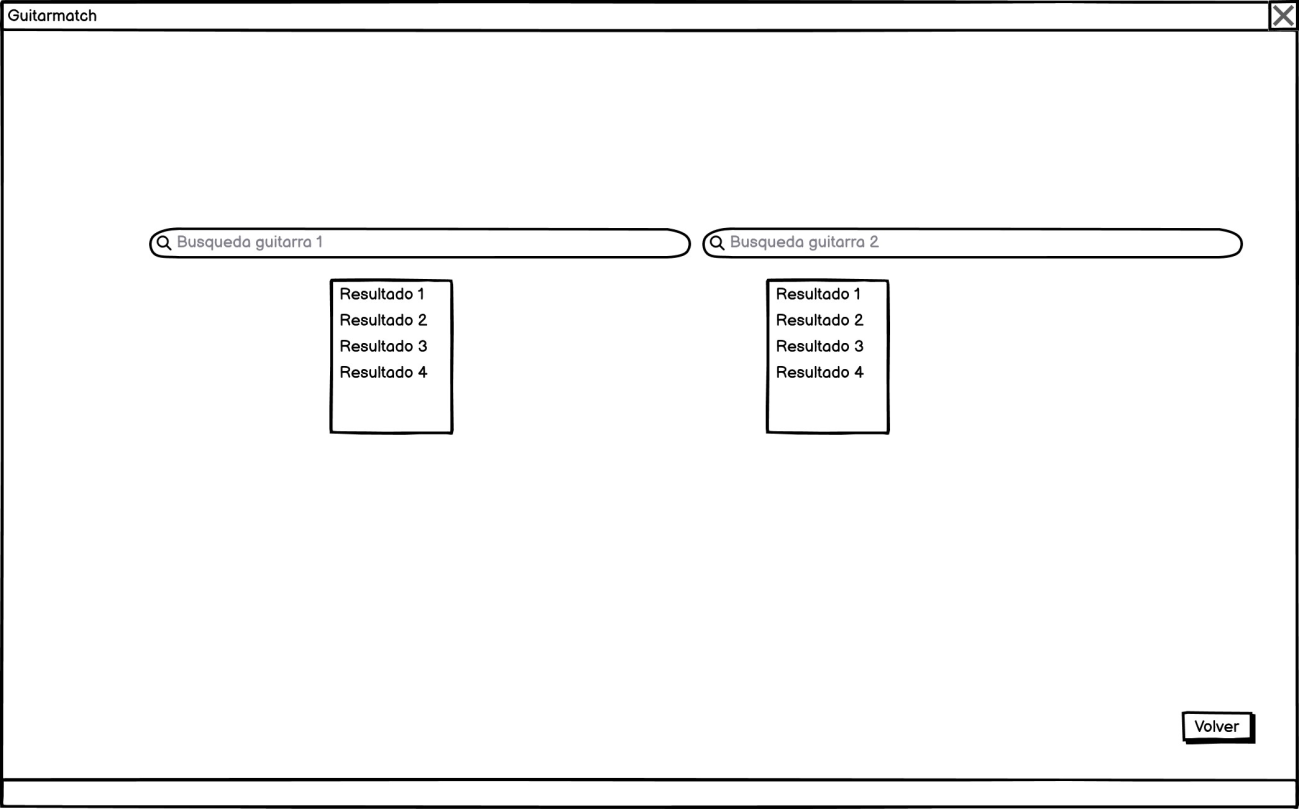 Guitarmatch
Busqueda guitarra 1
Busqueda guitarra 2
Resultado 1
Resultado 2
Resultado 3
Resultado 4
Resultado 1
Resultado 2
Resultado 3
Resultado 4
Volver